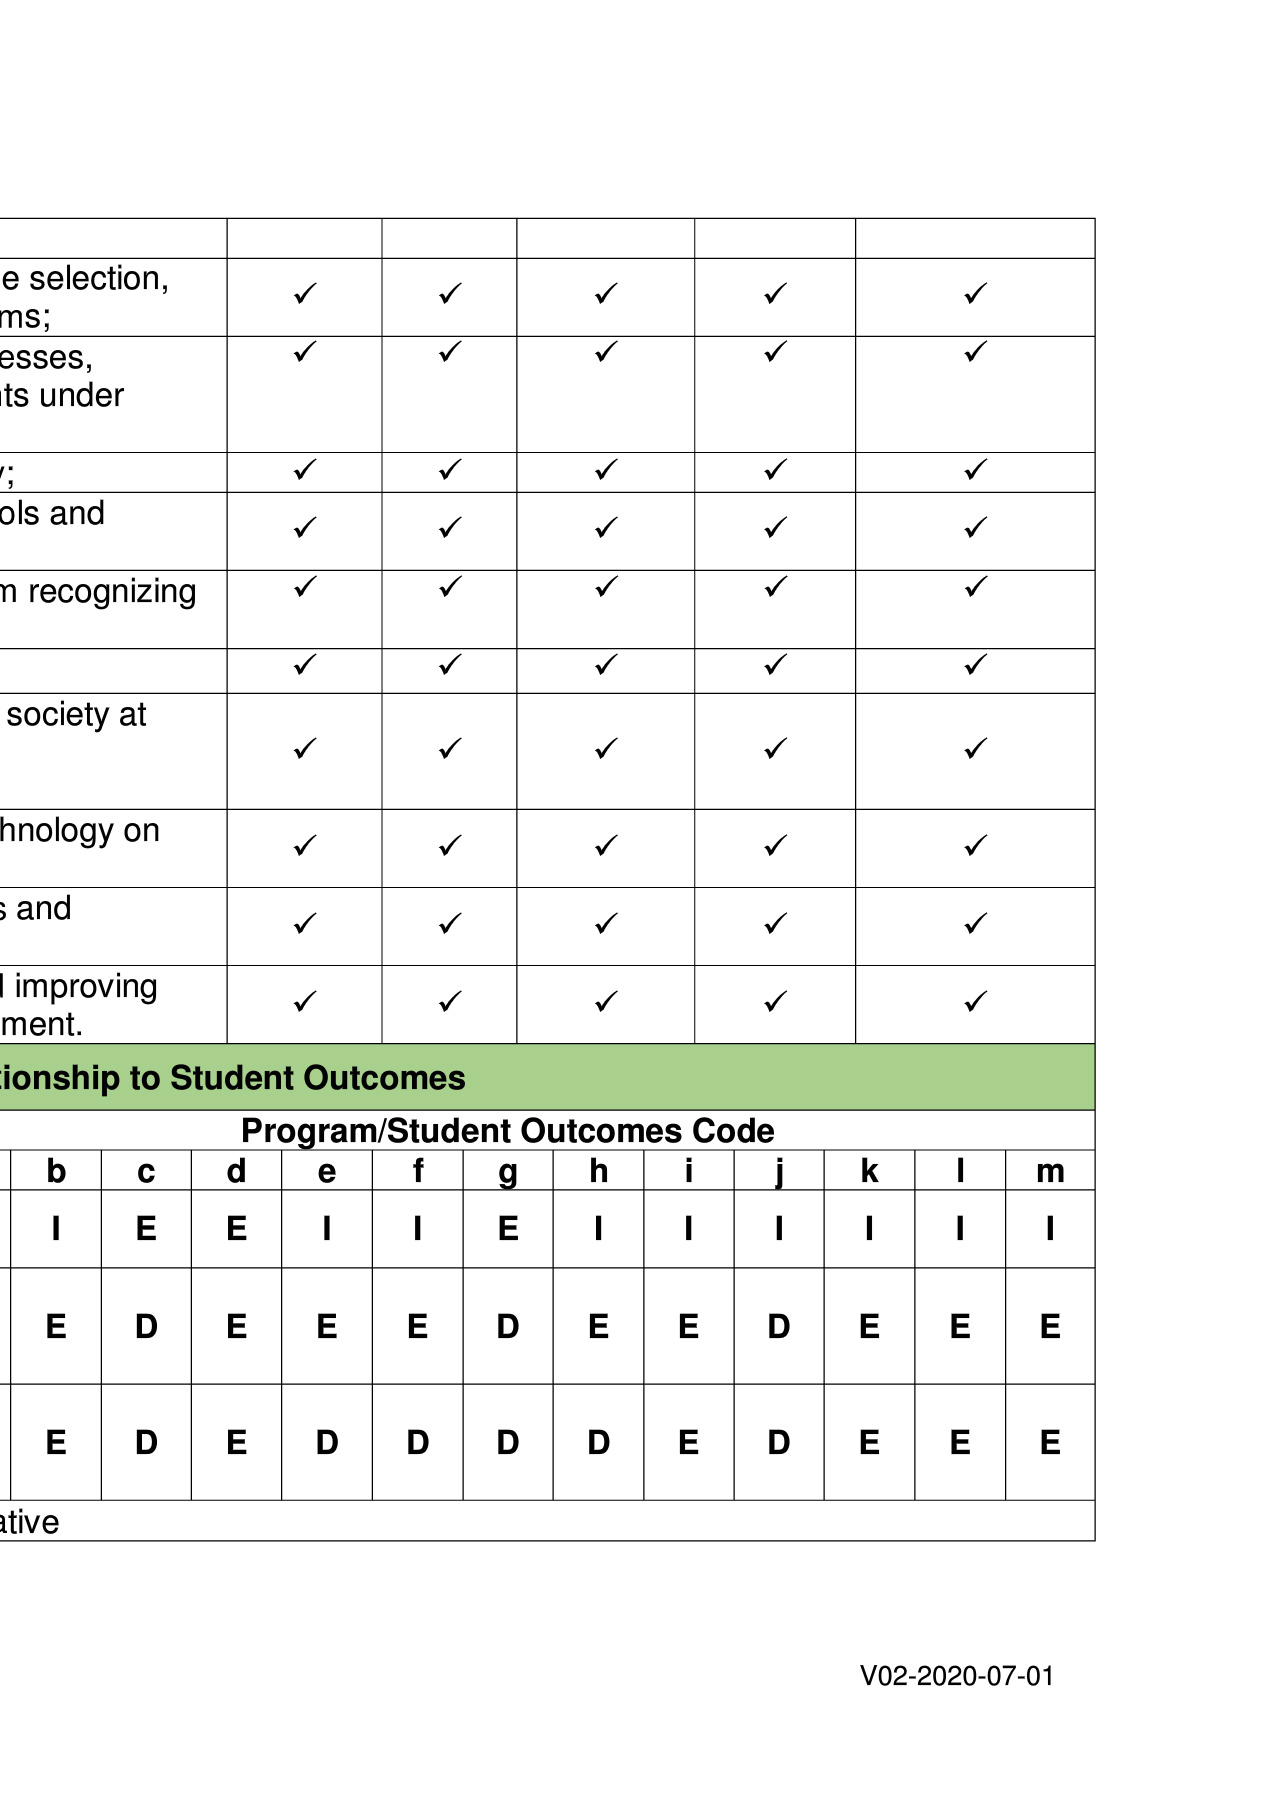 e selection,
ms;
✓ ✓ ✓ ✓ ✓
esses,
nts under
✓ ✓ ✓ ✓ ✓
y;
✓ ✓ ✓ ✓ ✓
ols and
✓ ✓ ✓ ✓ ✓
m recognizing
✓ ✓ ✓ ✓ ✓
✓ ✓ ✓ ✓ ✓
society at
✓ ✓ ✓ ✓ ✓
hnology on
✓ ✓ ✓ ✓ ✓
s and
✓ ✓ ✓ ✓ ✓
d improving
ment.
✓ ✓ ✓ ✓ ✓
tionship to Student Outcomes
Program/Student Outcomes Code
b c d e f g h i j k l m
I E E I I E I I I I I I
E D E E E D E E D E E E
E D E D D D D E D E E E
ative
V02-2020-07-01